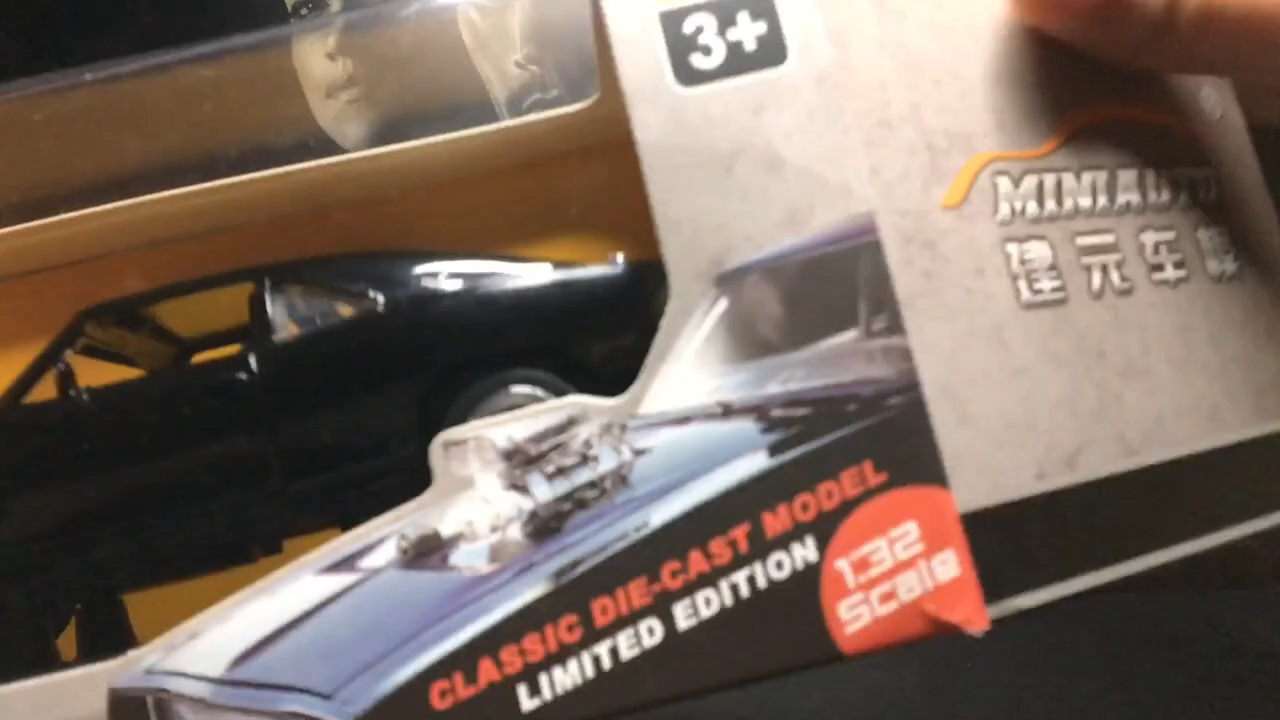 3+
MINIAUTO
建元车模
CLASSIC DIE-CAST MODEL
LIMITED EDITION
1:32
Scale